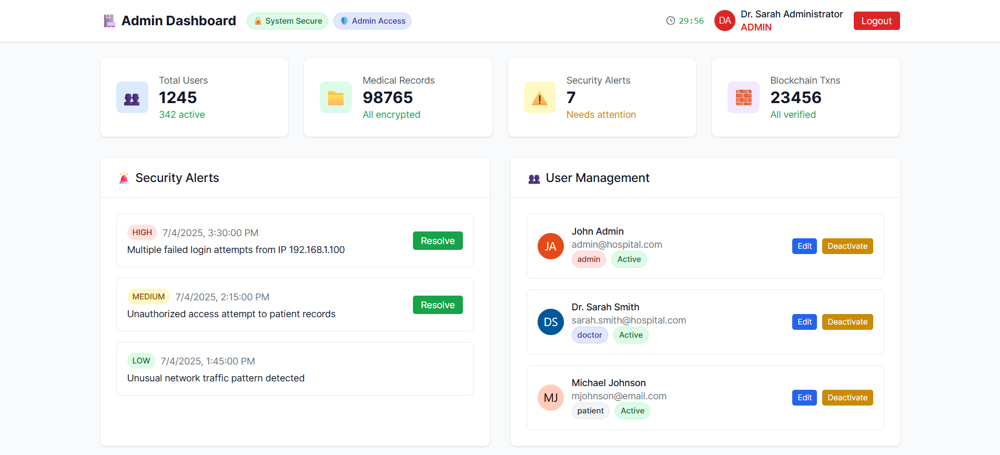 Admin Dashboard
System Secure
Admin Access
29:56
DA
Dr. Sarah Administrator
ADMIN
Logout
Total Users
1245
342 active
Medical Records
98765
All encrypted
Security Alerts
7
Needs attention
Blockchain Txns
23456
All verified
Security Alerts
HIGH 7/4/2025, 3:30:00 PM
Multiple failed login attempts from IP 192.168.1.100
Resolve
MEDIUM 7/4/2025, 2:15:00 PM
Unauthorized access attempt to patient records
Resolve
LOW 7/4/2025, 1:45:00 PM
Unusual network traffic pattern detected
User Management
JA
John Admin
admin@hospital.com
admin Active
Edit Deactivate
DS
Dr. Sarah Smith
sarah.smith@hospital.com
doctor Active
Edit Deactivate
MJ
Michael Johnson
mjohnson@email.com
patient Active
Edit Deactivate